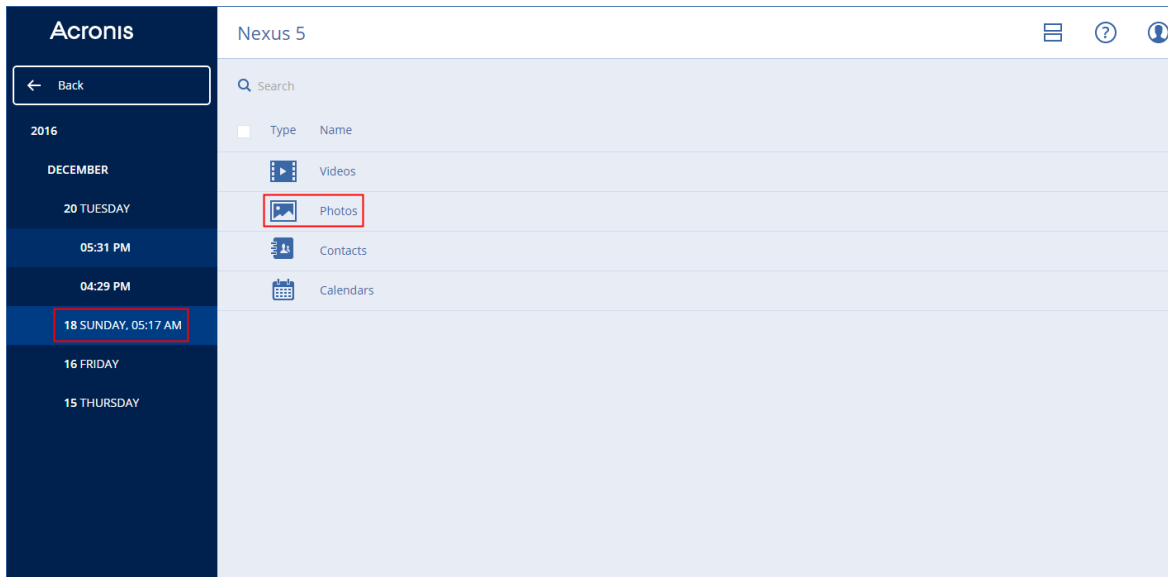 Acronis
Nexus 5
?
Back
Search
2016
Type Name
DECEMBER
Videos
20 TUESDAY
Photos
05:31 PM
Contacts
04:29 PM
Calendars
18 SUNDAY, 05:17 AM
16 FRIDAY
15 THURSDAY